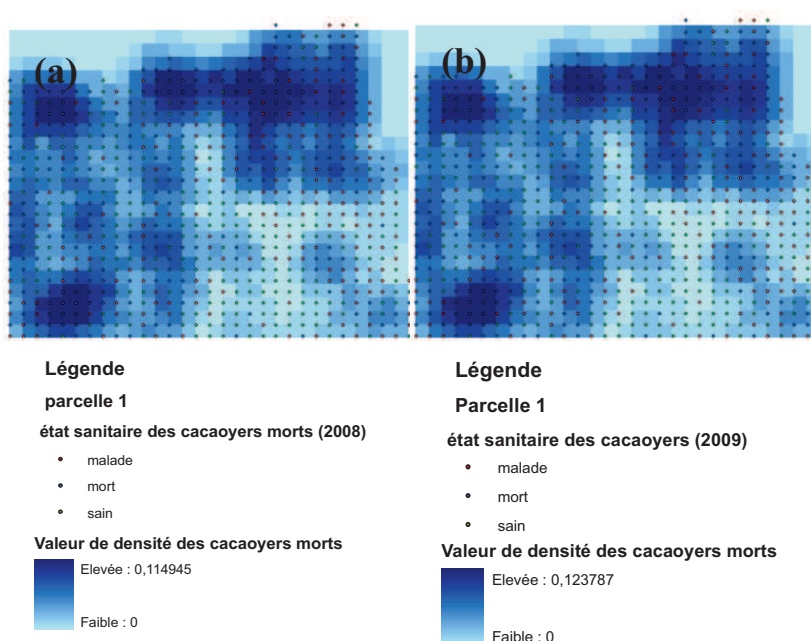 (a)
(b)
Légende
parcelle 1
état sanitaire des cacaoyers morts (2008)
malade
mort
sain
Valeur de densité des cacaoyers morts
Elevée : 0,114945
Faible : 0
Légende
Parcelle 1
état sanitaire des cacaoyers (2009)
malade
mort
sain
Valeur de densité des cacaoyers morts
Elevée : 0,123787
Faible : 0